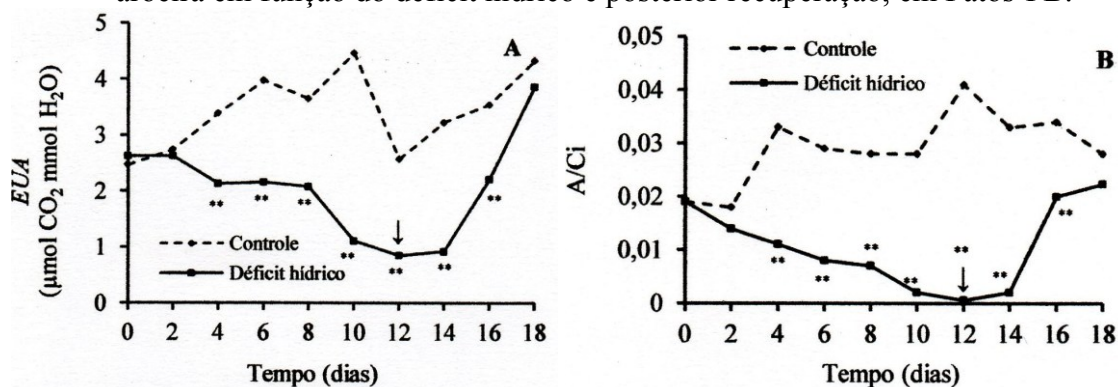 aroeira em função do déficit hídrico e posterior recuperação, em Patos-PB.
A
EUA
(µmol CO₂ mmol H₂O)
5
4
3
2
1
0
Controle
Déficit hídrico
**
**
**
**
**
**
**
0 2 4 6 8 10 12 14 16 18
Tempo (dias)
B
A/Ci
0,05
0,04
0,03
0,02
0,01
0
Controle
Déficit hídrico
**
**
**
**
**
**
**
0 2 4 6 8 10 12 14 16 18
Tempo (dias)